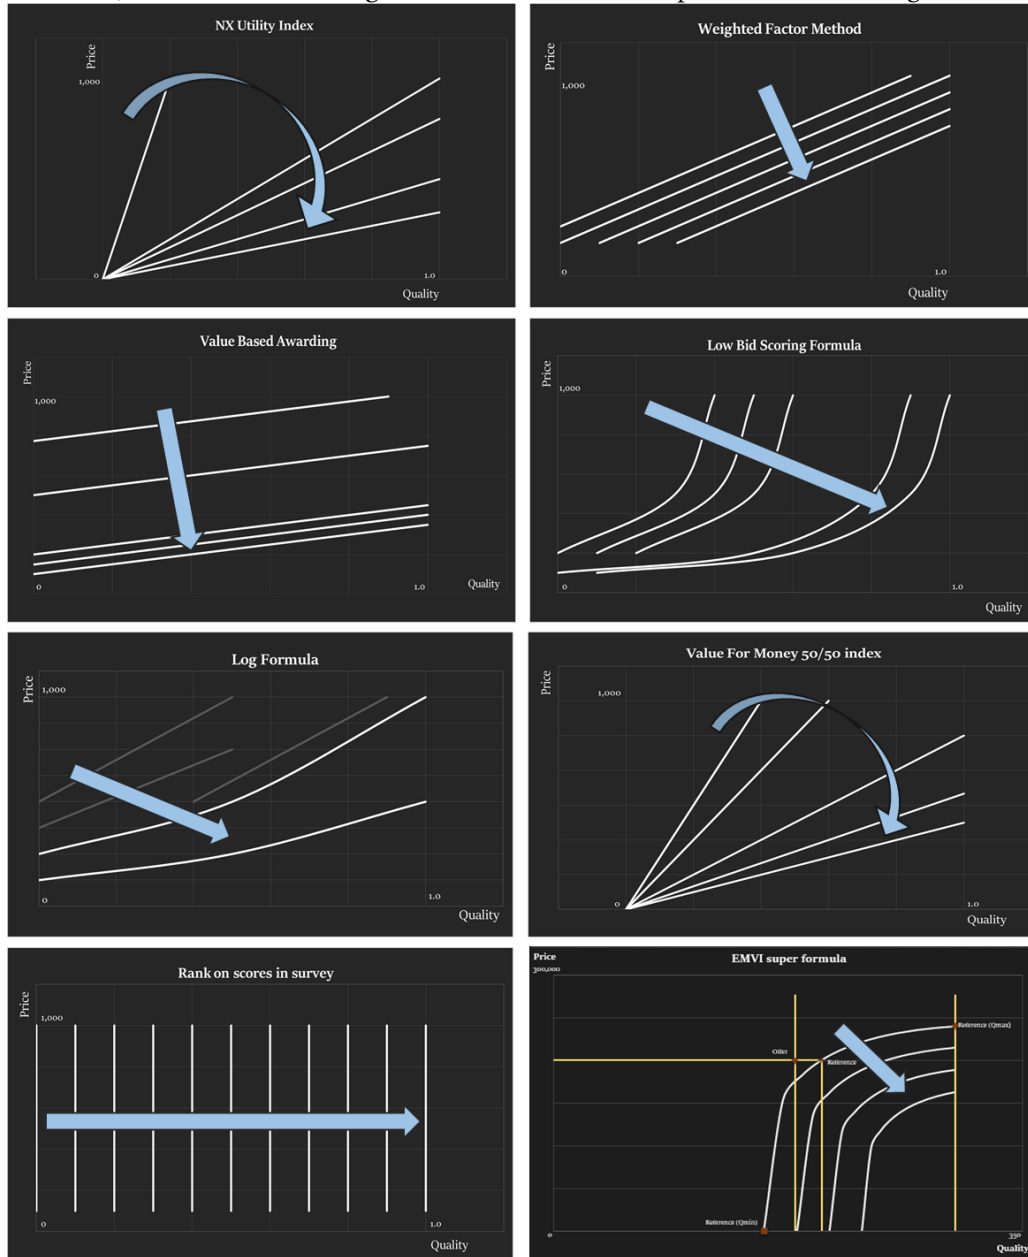 NX Utility Index
Price
1,000
0
1.0
Quality
Weighted Factor Method
Price
1,000
0
1.0
Quality
Value Based Awarding
Price
1,000
0
1.0
Quality
Low Bid Scoring Formula
Price
1,000
0
1.0
Quality
Log Formula
Price
1,000
0
1.0
Quality
Value For Money 50/50 index
Price
1,000
0
1.0
Quality
Rank on scores in survey
Price
1,000
0
1.0
Quality
EMVI super formula
Price
300,000
Reference (Qmax)
Offer
Reference
Reference (Qmin)
0
350
Quality